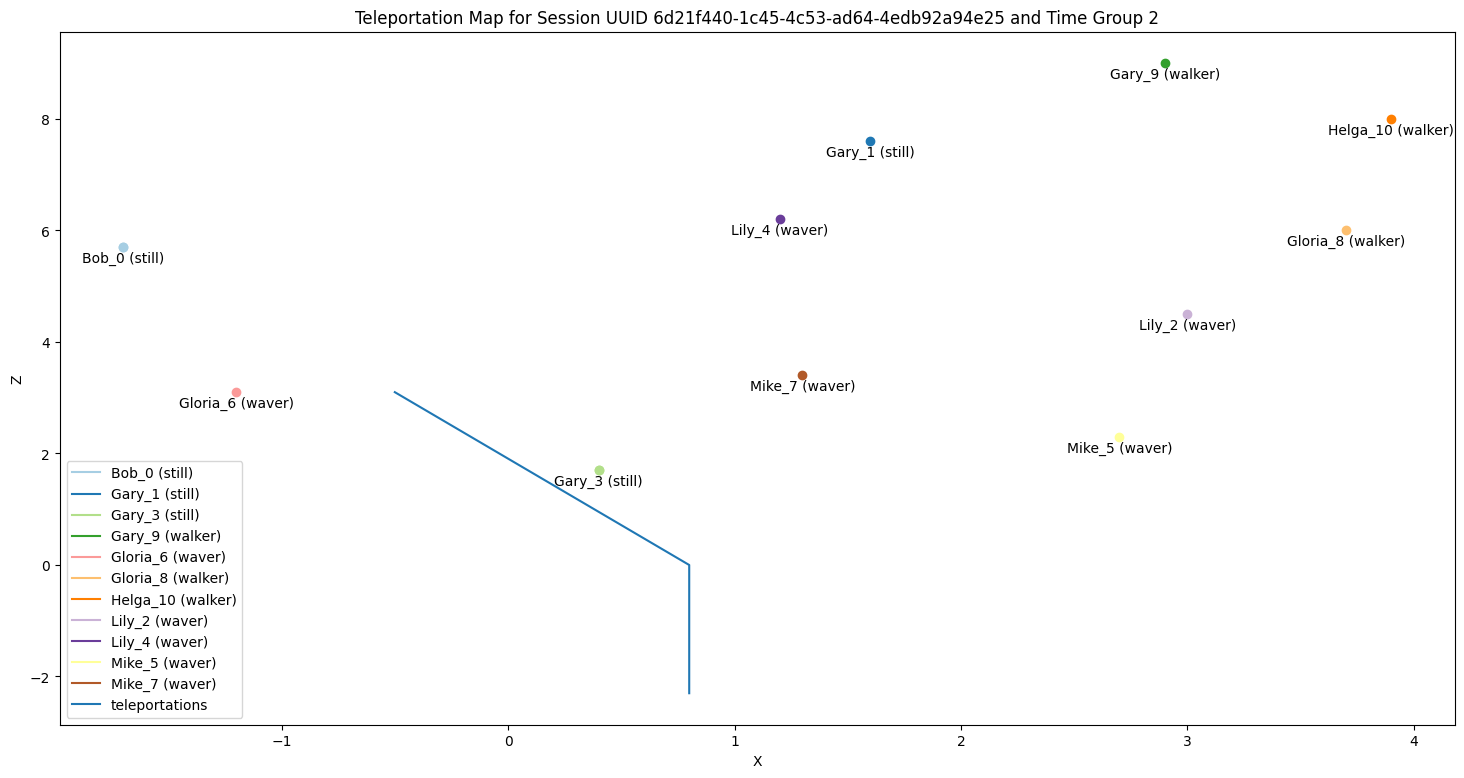 Teleportation Map for Session UUID 6d21f440-1c45-4c53-ad64-4edb92a94e25 and Time Group 2
Gary_9 (walker)
Helga_10 (walker)
Gary_1 (still)
Lily_4 (waver)
Gloria_8 (walker)
Bob_0 (still)
Lily_2 (waver)
Mike_7 (waver)
Gloria_6 (waver)
Mike_5 (waver)
Gary_3 (still)
8
6
4
2
0
−2
Z
Bob_0 (still)
Gary_1 (still)
Gary_3 (still)
Gary_9 (walker)
Gloria_6 (waver)
Gloria_8 (walker)
Helga_10 (walker)
Lily_2 (waver)
Lily_4 (waver)
Mike_5 (waver)
Mike_7 (waver)
teleportations
−1 0 1 2 3 4
X